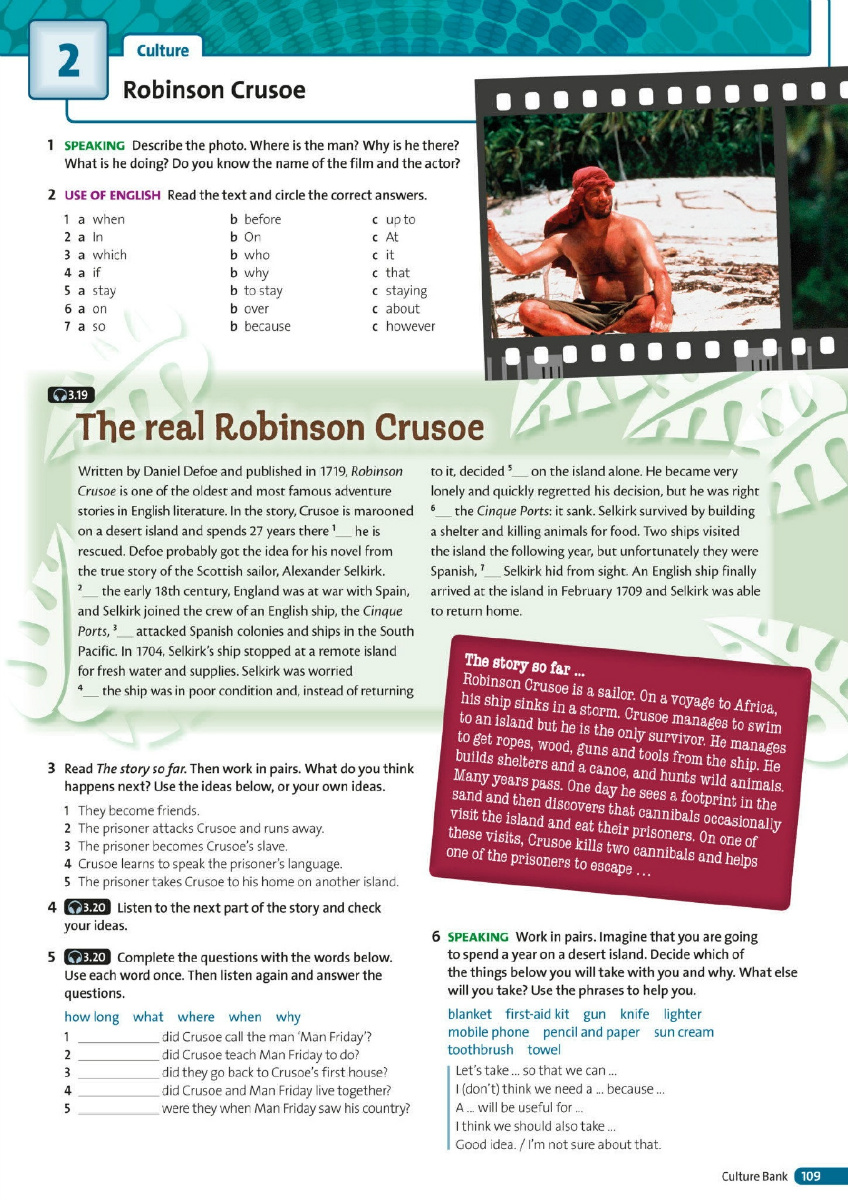 2
Culture
Robinson Crusoe
1 SPEAKING Describe the photo. Where is the man? Why is he there?
What is he doing? Do you know the name of the film and the actor?
2 USE OF ENGLISH Read the text and circle the correct answers.
1 a when b before c up to
2 a In b On c At
3 a which b who c it
4 a if b why c that
5 a stay b to stay c staying
6 a on b over c about
7 a so b because c however
3.19
The real Robinson Crusoe
Written by Daniel Defoe and published in 1719, Robinson
Crusoe is one of the oldest and most famous adventure
stories in English literature. In the story, Crusoe is marooned
on a desert island and spends 27 years there ¹__ he is
rescued. Defoe probably got the idea for his novel from
the true story of the Scottish sailor, Alexander Selkirk.
²__ the early 18th century, England was at war with Spain,
and Selkirk joined the crew of an English ship, the Cinque
Ports, ³__ attacked Spanish colonies and ships in the South
Pacific. In 1704, Selkirk's ship stopped at a remote island
for fresh water and supplies. Selkirk was worried
⁴__ the ship was in poor condition and, instead of returning
to it, decided ⁵__ on the island alone. He became very
lonely and quickly regretted his decision, but he was right
⁶__ the Cinque Ports: it sank. Selkirk survived by building
a shelter and killing animals for food. Two ships visited
the island the following year, but unfortunately they were
Spanish, ⁷__ Selkirk hid from sight. An English ship finally
arrived at the island in February 1709 and Selkirk was able
to return home.
The story so far ...
Robinson Crusoe is a sailor. On a voyage to Africa,
his ship sinks in a storm. Crusoe manages to swim
to an island but he is the only survivor. He manages
to get ropes, wood, guns and tools from the ship. He
builds shelters and a canoe, and hunts wild animals.
Many years pass. One day he sees a footprint in the
sand and then discovers that cannibals occasionally
visit the island and eat their prisoners. On one of
these visits, Crusoe kills two cannibals and helps
one of the prisoners to escape ...
3 Read The story so far. Then work in pairs. What do you think
happens next? Use the ideas below, or your own ideas.
1 They become friends.
2 The prisoner attacks Crusoe and runs away.
3 The prisoner becomes Crusoe's slave.
4 Crusoe learns to speak the prisoner's language.
5 The prisoner takes Crusoe to his home on another island.
4 3.20 Listen to the next part of the story and check
your ideas.
5 3.20 Complete the questions with the words below.
Use each word once. Then listen again and answer the
questions.
how long what where when why
1 ___________ did Crusoe call the man 'Man Friday'?
2 ___________ did Crusoe teach Man Friday to do?
3 ___________ did they go back to Crusoe's first house?
4 ___________ did Crusoe and Man Friday live together?
5 ___________ were they when Man Friday saw his country?
6 SPEAKING Work in pairs. Imagine that you are going
to spend a year on a desert island. Decide which of
the things below you will take with you and why. What else
will you take? Use the phrases to help you.
blanket first-aid kit gun knife lighter
mobile phone pencil and paper sun cream
toothbrush towel
Let's take ... so that we can ...
I (don't) think we need a ... because ...
A ... will be useful for ...
I think we should also take ...
Good idea. / I'm not sure about that.
Culture Bank 109